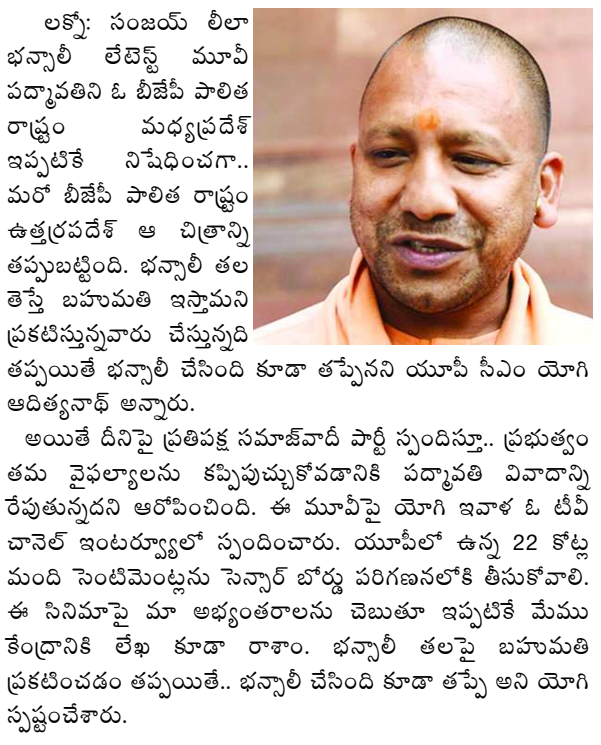 లక్నో: సంజయ్ లీలా
భన్సాలీ లేటెస్ట్ మూవీ
పద్మావతిని ఓ బీజేపీ పాలిత
రాష్ట్రం మధ్యప్రదేశ్
ఇప్పటికే నిషేధించగా..
మరో బీజేపీ పాలిత రాష్ట్రం
ఉత్తరప్రదేశ్ ఆ చిత్రాన్ని
తప్పుబట్టింది. భన్సాలీ తల
తెస్తే బహుమతి ఇస్తామని
ప్రకటిస్తున్నవారు చేస్తున్నది
తప్పయితే భన్సాలీ చేసింది కూడా తప్పేనని యూపీ సీఎం యోగి
ఆదిత్యనాథ్ అన్నారు.
అయితే దీనిపై ప్రతిపక్ష సమాజ్‌వాదీ పార్టీ స్పందిస్తూ.. ప్రభుత్వం
తమ వైఫల్యాలను కప్పిపుచ్చుకోవడానికి పద్మావతి వివాదాన్ని
రేపుతున్నదని ఆరోపించింది. ఈ మూవీపై యోగి ఇవాళ ఓ టీవీ
చానెల్ ఇంటర్వ్యూలో స్పందించారు. యూపీలో ఉన్న 22 కోట్ల
మంది సెంటిమెంట్లను సెన్సార్ బోర్డు పరిగణనలోకి తీసుకోవాలి.
ఈ సినిమాపై మా అభ్యంతరాలను చెబుతూ ఇప్పటికే మేము
కేంద్రానికి లేఖ కూడా రాశాం. భన్సాలీ తలపై బహుమతి
ప్రకటించడం తప్పయితే.. భన్సాలీ చేసింది కూడా తప్పే అని యోగి
స్పష్టంచేశారు.